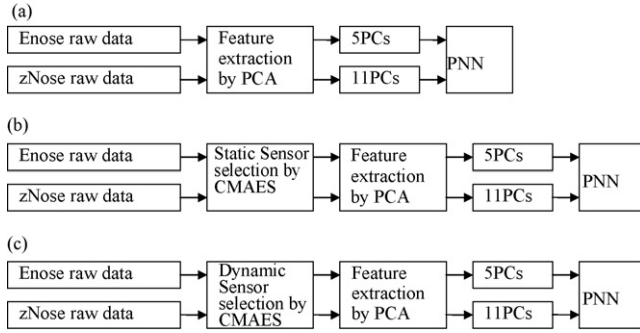 (a)
Enose raw data
zNose raw data
Feature
extraction
by PCA
5PCs
11PCs
PNN
(b)
Enose raw data
zNose raw data
Static Sensor
selection by
CMAES
Feature
extraction
by PCA
5PCs
11PCs
PNN
(c)
Enose raw data
zNose raw data
Dynamic
Sensor
selection by
CMAES
Feature
extraction
by PCA
5PCs
11PCs
PNN